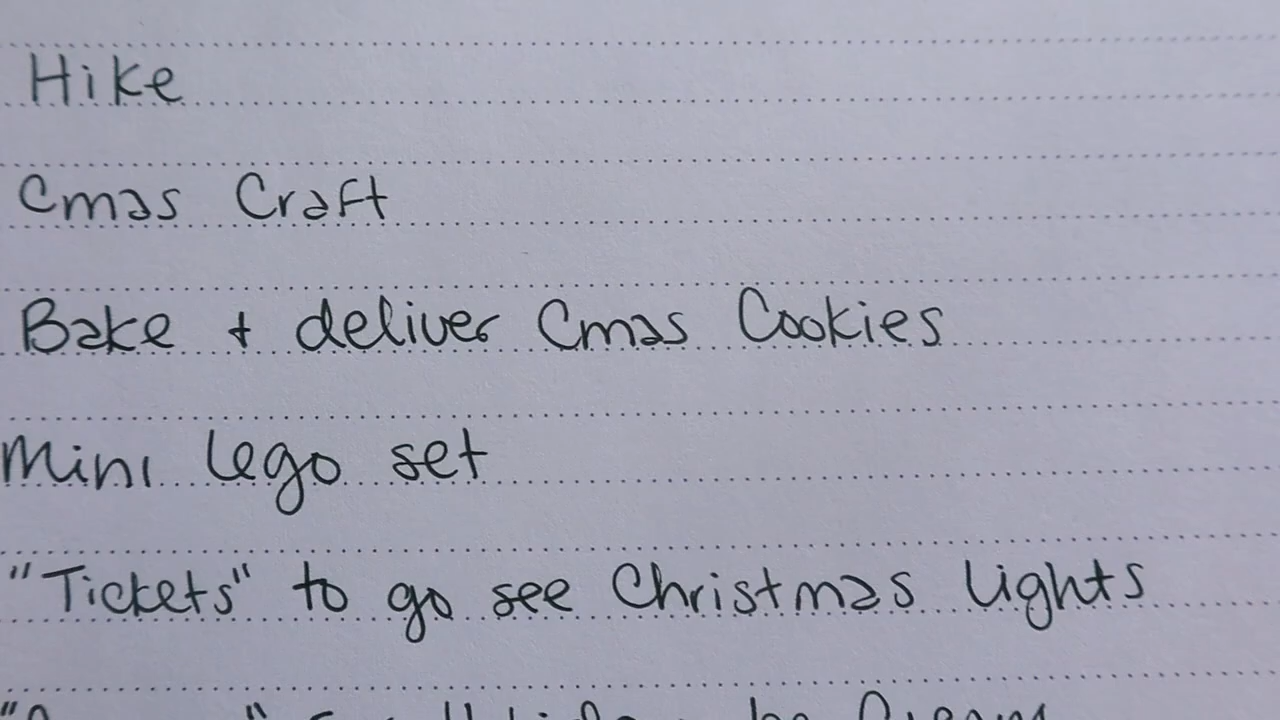 Hike
Cmas Craft
Bake + deliver Cmas Cookies
Mini lego set
"Tickets" to go see Christmas lights